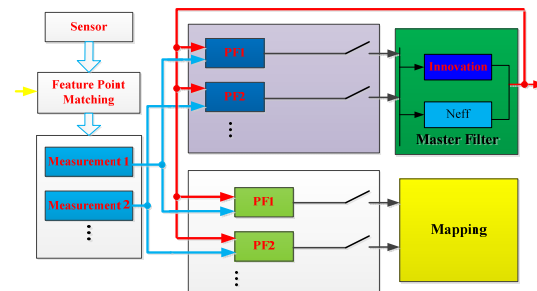 Sensor
Feature Point
Matching
Measurement 1
Measurement 2
PF1
PF2
Innovation
Neff
Master Filter
PF1
PF2
Mapping